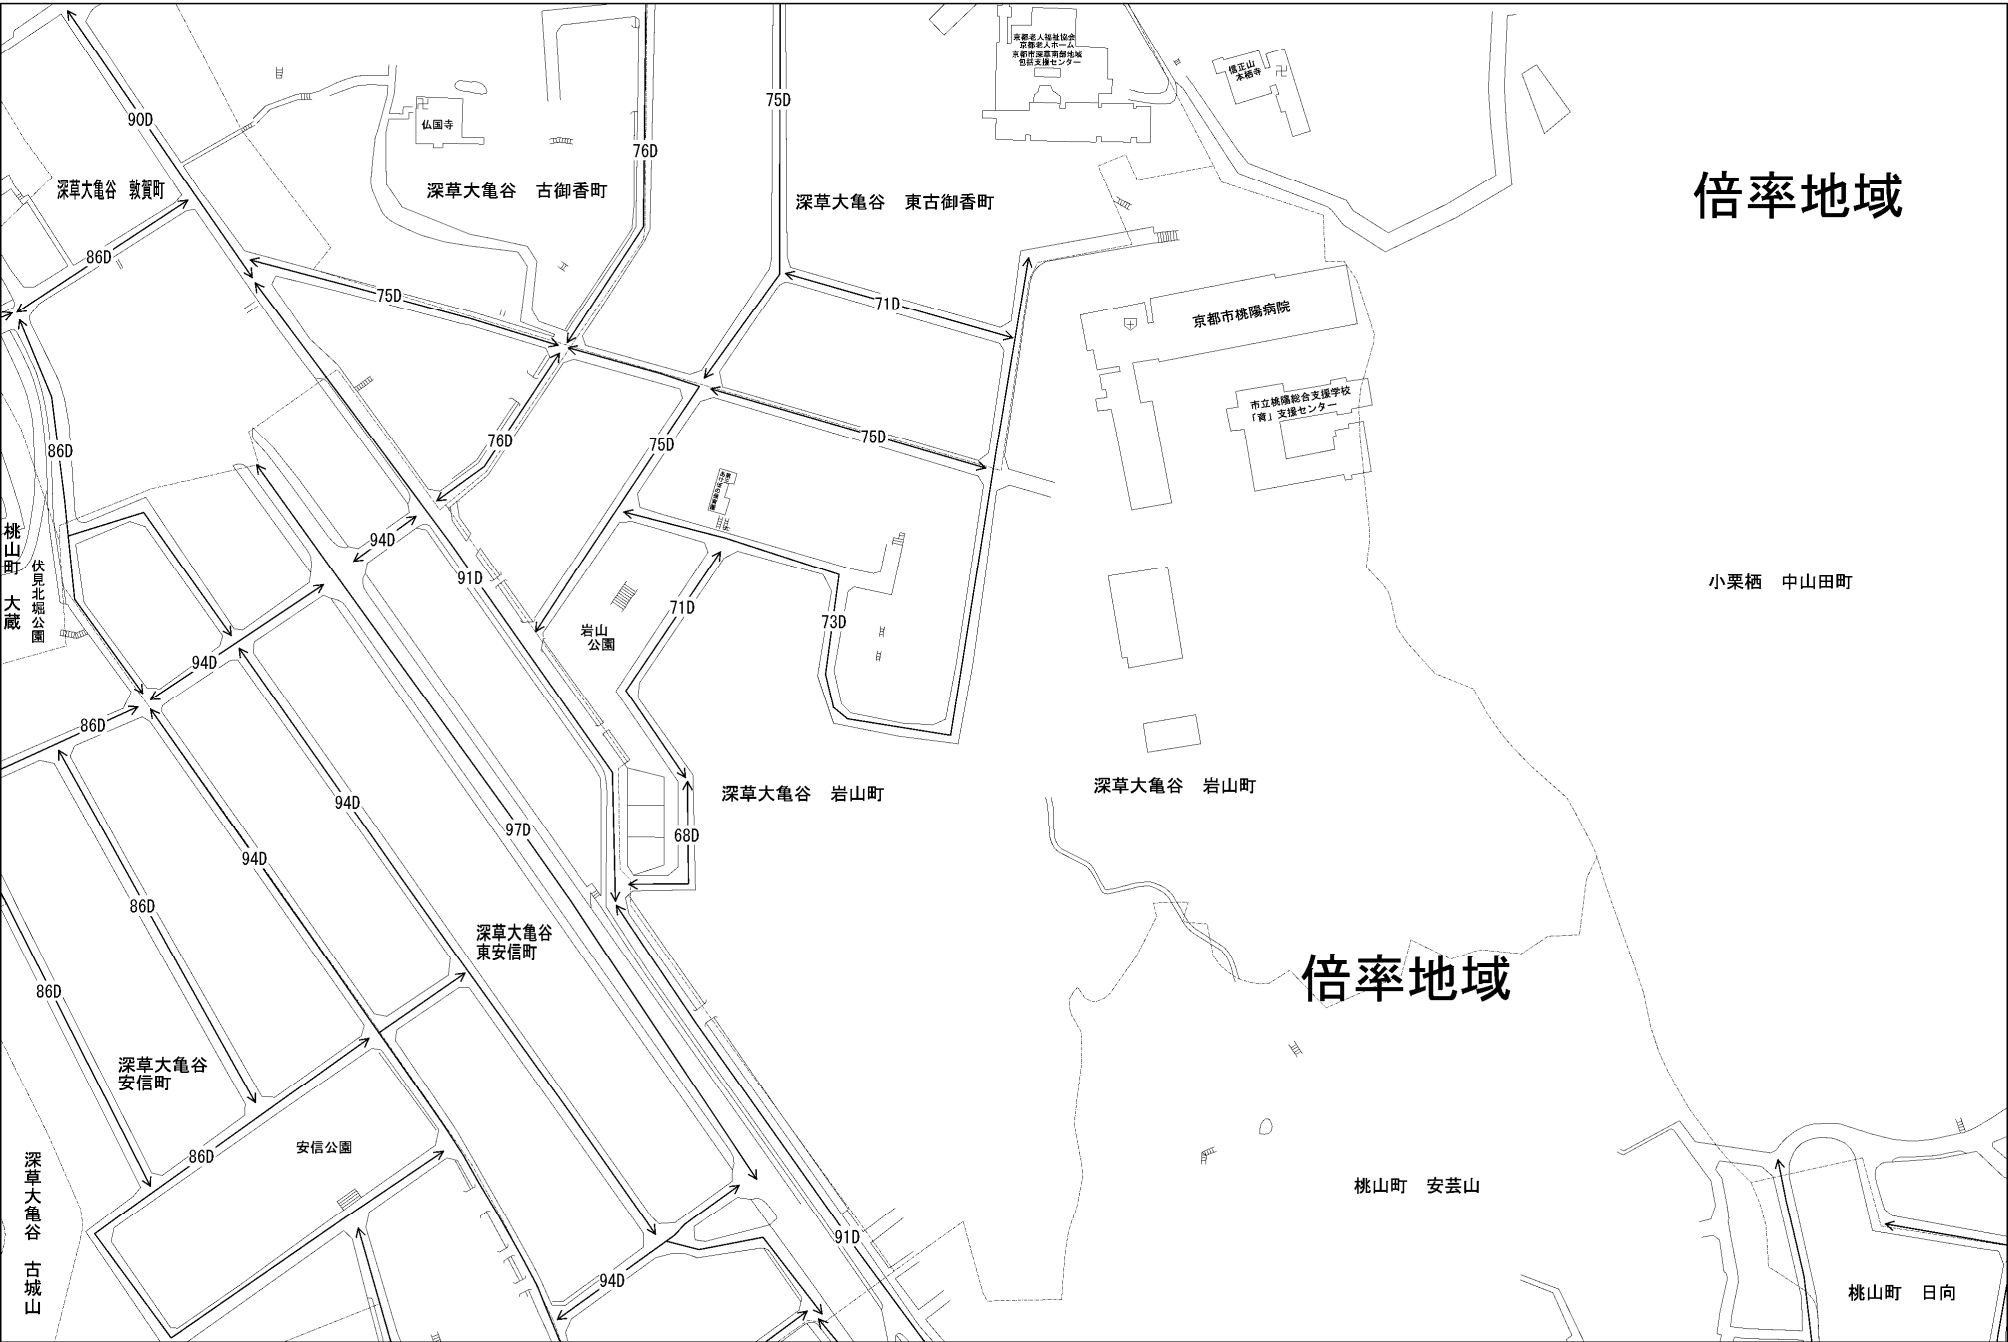 京都老人福祉協会
京都老人ホーム
京都市深草南部地域
包括支援センター
信正山
本栖寺
75D
90D
仏国寺
76D
深草大亀谷　敦賀町
深草大亀谷　古御香町
深草大亀谷　東古御香町
倍率地域
86D
75D
71D
京都市桃陽病院
市立桃陽総合支援学校
「育」支援センター
86D
76D
75D
75D
桃山町　大蔵
伏見北堀公園
94D
91D
71D
73D
岩山
公園
小栗栖　中山田町
94D
86D
深草大亀谷　岩山町
深草大亀谷　岩山町
94D
97D
68D
94D
86D
深草大亀谷
東安信町
倍率地域
86D
深草大亀谷
安信町
安信公園
86D
深草大亀谷　古城山
桃山町　安芸山
91D
94D
桃山町　日向